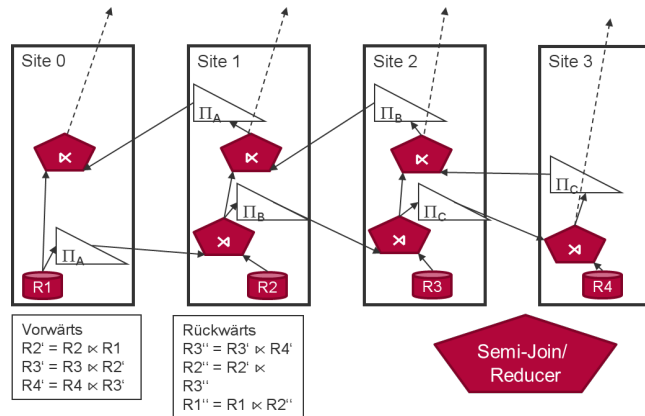 Site 0
Site 1
Site 2
Site 3
Π_A
Π_B
⋉
⋉
⋉
Π_C
Π_A
Π_B
Π_C
⋊
⋊
⋊
R1
R2
R3
R4
Vorwärts
R2‘ = R2 ⋉ R1
R3‘ = R3 ⋉ R2‘
R4‘ = R4 ⋉ R3‘
Rückwärts
R3‘‘ = R3‘ ⋉ R4‘
R2‘‘ = R2‘ ⋉
R3‘‘
R1‘‘ = R1 ⋉ R2‘‘
Semi-Join/
Reducer